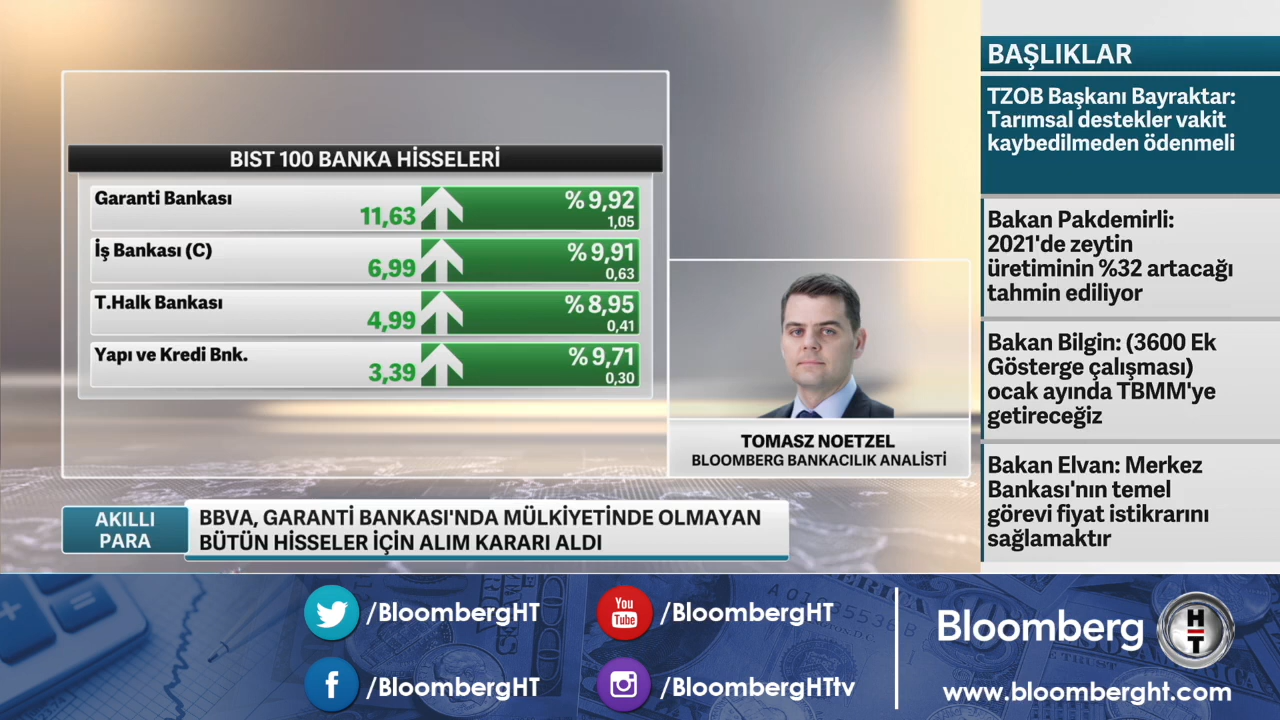 BIST 100 BANKA HİSSELERİ
Garanti Bankası
11,63
% 9,92
1,05
İş Bankası (C)
6,99
% 9,91
0,63
T.Halk Bankası
4,99
% 8,95
0,41
Yapı ve Kredi Bnk.
3,39
% 9,71
0,30
TOMASZ NOETZEL
BLOOMBERG BANKACILIK ANALİSTİ
AKILLI
PARA
BBVA, GARANTİ BANKASI'NDA MÜLKİYETİNDE OLMAYAN
BÜTÜN HİSSELER İÇİN ALIM KARARI ALDI
BAŞLIKLAR
TZOB Başkanı Bayraktar:
Tarımsal destekler vakit
kaybedilmeden ödenmeli
Bakan Pakdemirli:
2021'de zeytin
üretiminin %32 artacağı
tahmin ediliyor
Bakan Bilgin: (3600 Ek
Gösterge çalışması)
ocak ayında TBMM'ye
getireceğiz
Bakan Elvan: Merkez
Bankası'nın temel
görevi fiyat istikrarını
sağlamaktır
/BloombergHT
You
Tube
/BloombergHT
/BloombergHT
/BloombergHTtv
Bloomberg HT
www.bloomberght.com